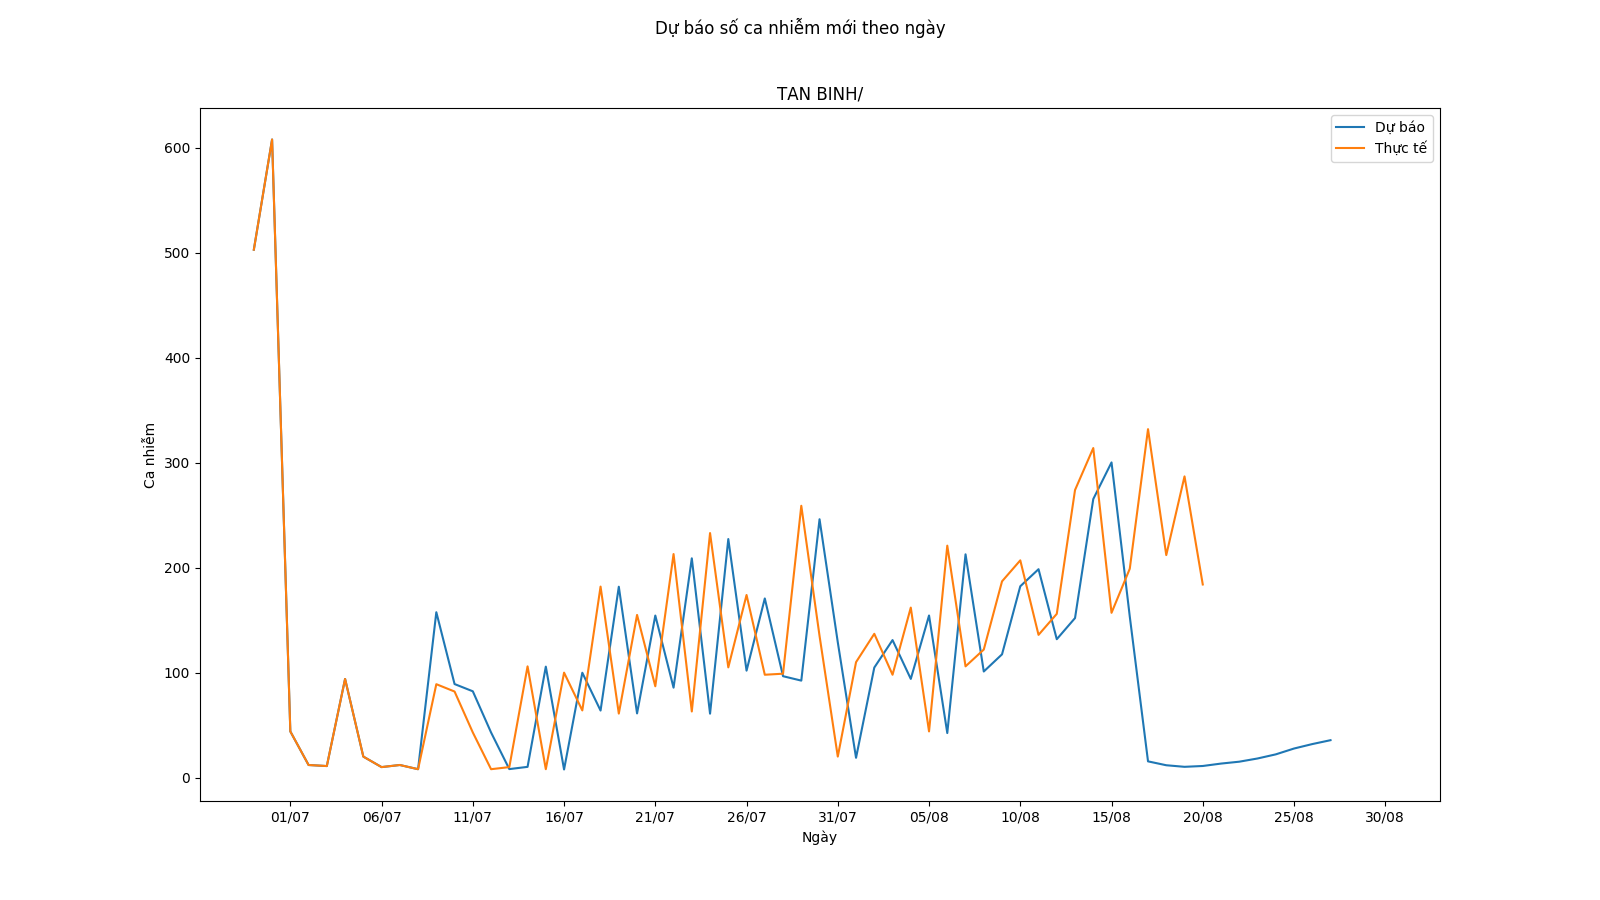 Dự báo số ca nhiễm mới theo ngày
TAN BINH/
Dự báo
Thực tế
600
500
400
300
200
100
0
Ca nhiễm
01/07 06/07 11/07 16/07 21/07 26/07 31/07 05/08 10/08 15/08 20/08 25/08 30/08
Ngày